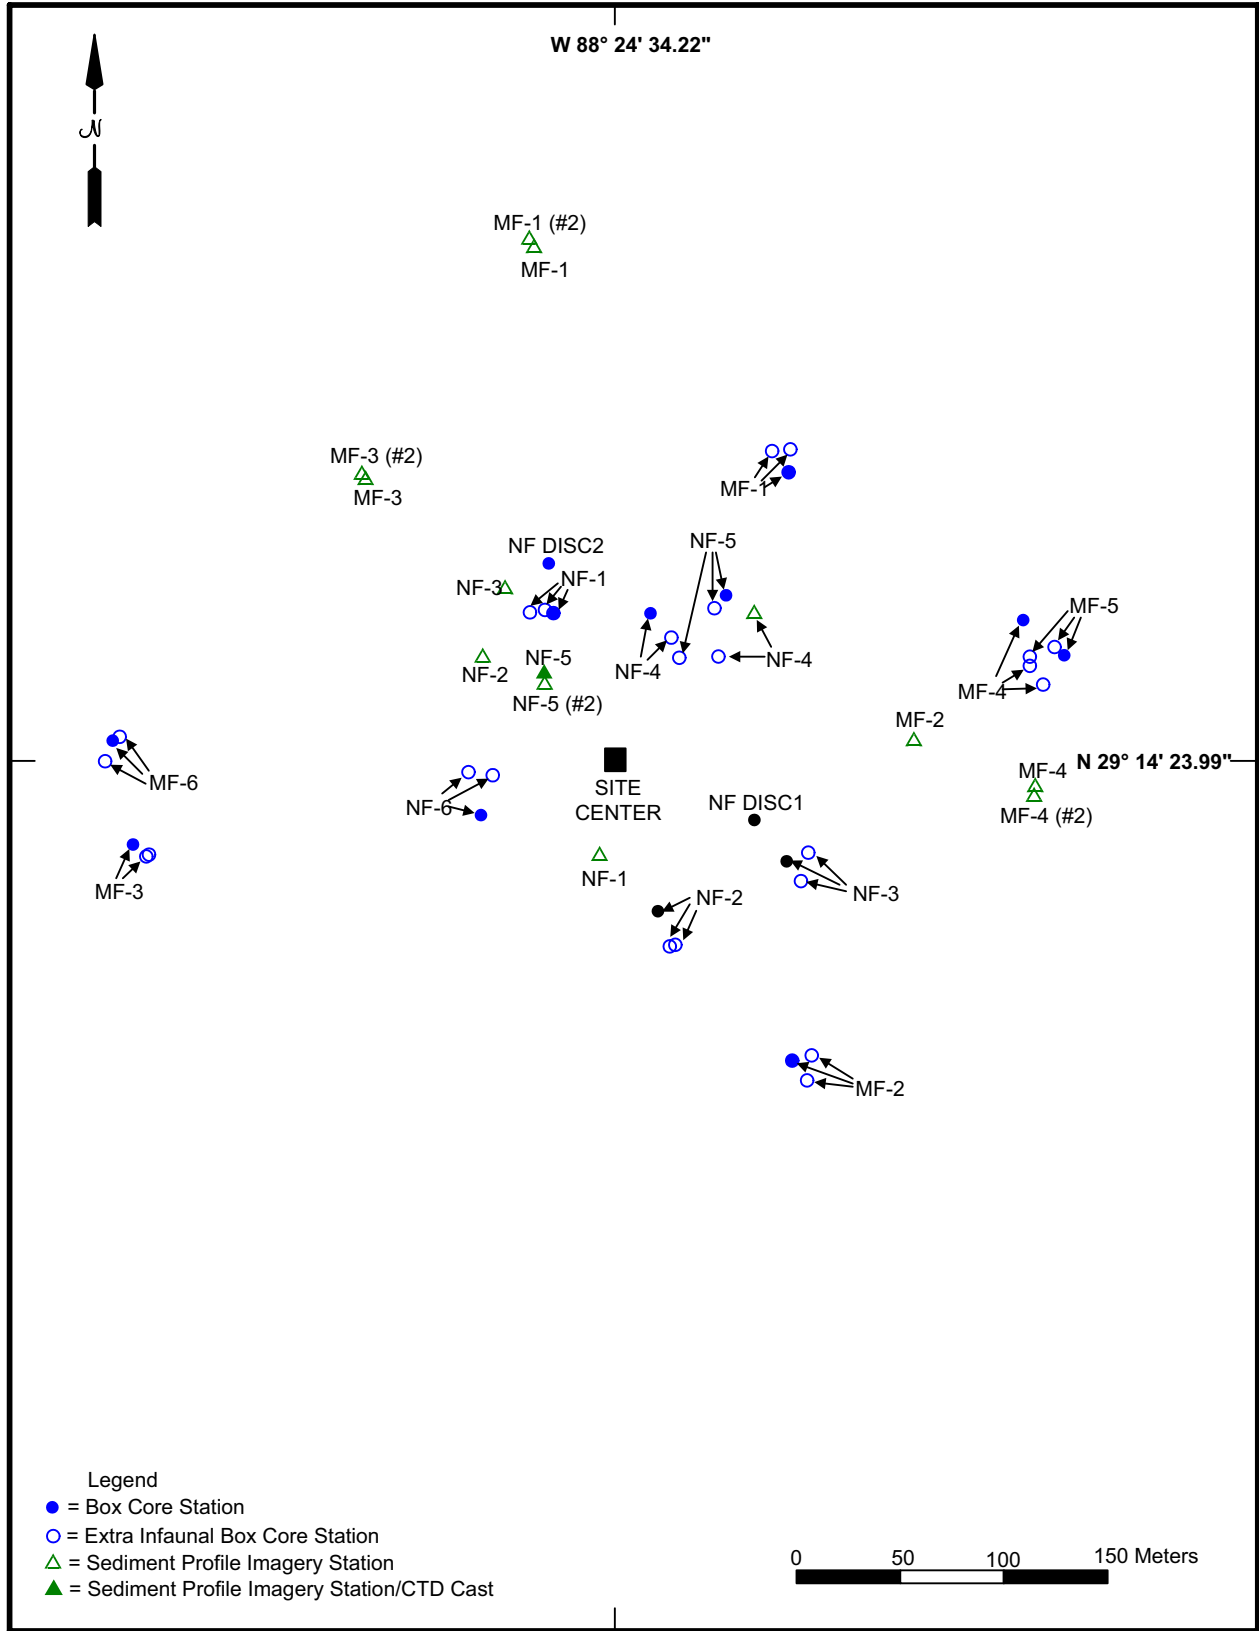 W 88° 24' 34.22"
N
MF-1 (#2)
MF-1
MF-3 (#2)
MF-3
MF-1
NF DISC2
NF-5
NF-3
NF-1
MF-5
NF-5
NF-2
NF-4
NF-4
NF-5 (#2)
MF-4
MF-2
N 29° 14' 23.99"
MF-4
MF-6
SITE
CENTER
NF DISC1
NF-6
MF-4 (#2)
NF-1
MF-3
NF-2
NF-3
MF-2
Legend
= Box Core Station
= Extra Infaunal Box Core Station
= Sediment Profile Imagery Station
= Sediment Profile Imagery Station/CTD Cast
0 50 100 150 Meters